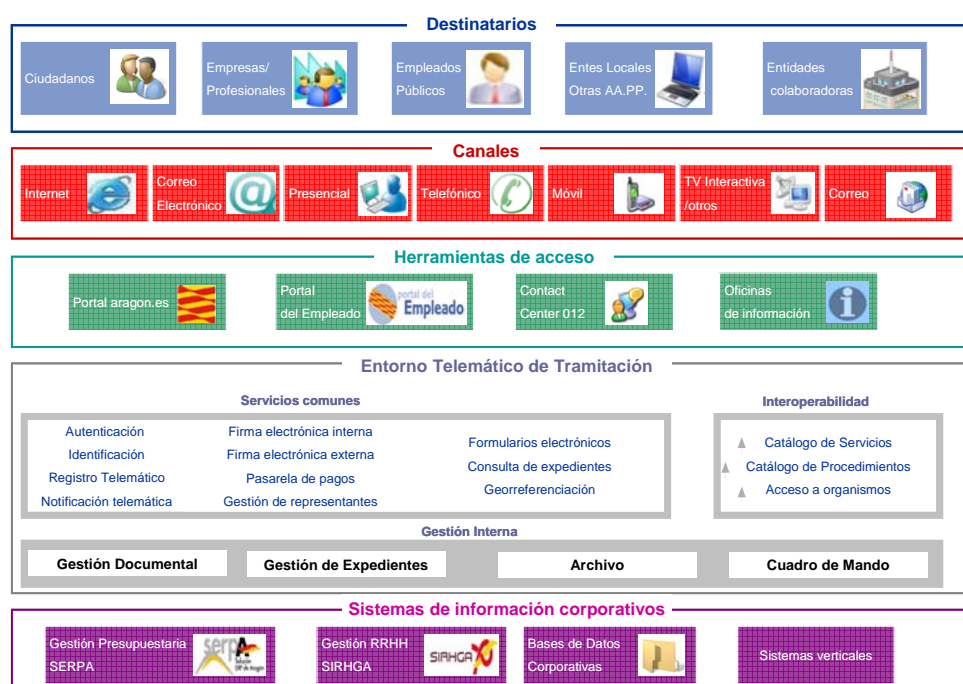 Destinatarios
Ciudadanos
Empresas/
Profesionales
Empleados
Públicos
Entes Locales
Otras AA.PP.
Entidades
colaboradoras
Canales
Internet
Correo
Electrónico
Presencial
Telefónico
Móvil
TV Interactiva
/otros
Correo
Herramientas de acceso
Portal aragon.es
Portal
del Empleado
portal del
Empleado
Contact
Center 012
Oficinas
de información
Entorno Telemático de Tramitación
Servicios comunes
Autenticación
Identificación
Registro Telemático
Notificación telemática
Firma electrónica interna
Firma electrónica externa
Pasarela de pagos
Gestión de representantes
Formularios electrónicos
Consulta de expedientes
Georreferenciación
Interoperabilidad
Catálogo de Servicios
Catálogo de Procedimientos
Acceso a organismos
Gestión Interna
Gestión Documental
Gestión de Expedientes
Archivo
Cuadro de Mando
Sistemas de información corporativos
Gestión Presupuestaria
SERPA
serpa
Gestión RRHH
SIRHGA
SIRHGA
Bases de Datos
Corporativas
Sistemas verticales